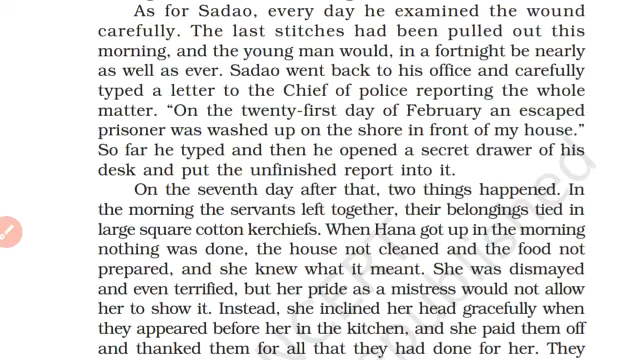 As for Sadao, every day he examined the wound
carefully. The last stitches had been pulled out this
morning, and the young man would, in a fortnight be nearly
as well as ever. Sadao went back to his office and carefully
typed a letter to the Chief of police reporting the whole
matter. “On the twenty-first day of February an escaped
prisoner was washed up on the shore in front of my house.”
So far he typed and then he opened a secret drawer of his
desk and put the unfinished report into it.
On the seventh day after that, two things happened. In
the morning the servants left together, their belongings tied in
large square cotton kerchiefs. When Hana got up in the morning
nothing was done, the house not cleaned and the food not
prepared, and she knew what it meant. She was dismayed
and even terrified, but her pride as a mistress would not allow
her to show it. Instead, she inclined her head gracefully when
they appeared before her in the kitchen, and she paid them off
and thanked them for all that they had done for her. They
NCERT
published